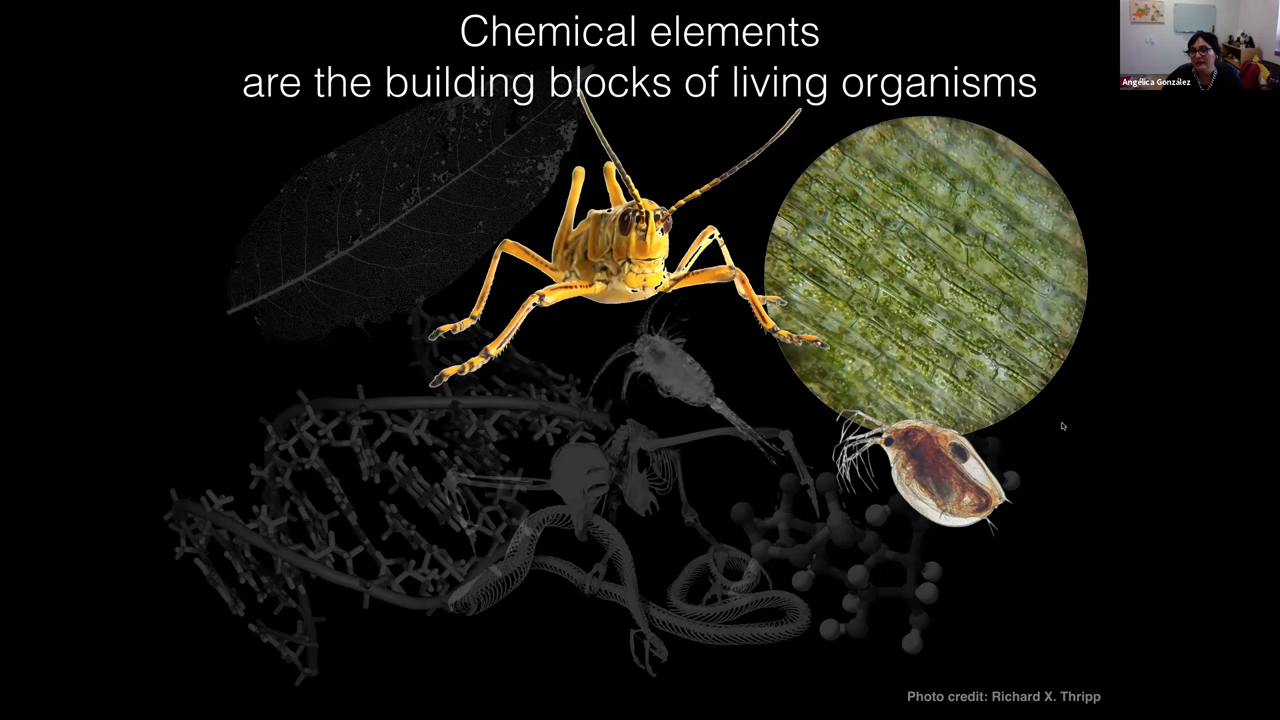 Chemical elements
are the building blocks of living organisms
Angélica González
Photo credit: Richard X. Thripp